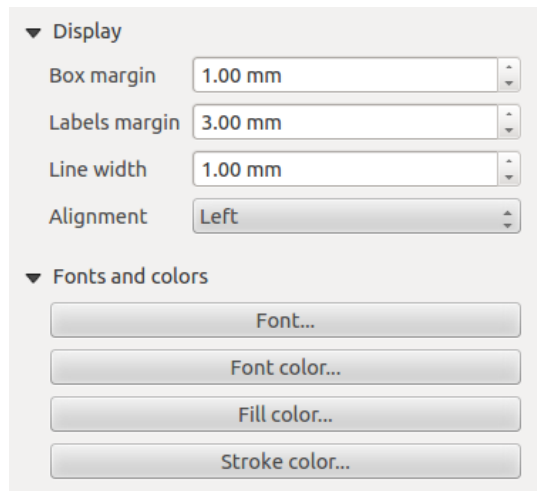 Display
Box margin 1.00 mm
Labels margin 3.00 mm
Line width 1.00 mm
Alignment Left
Fonts and colors
Font...
Font color...
Fill color...
Stroke color...